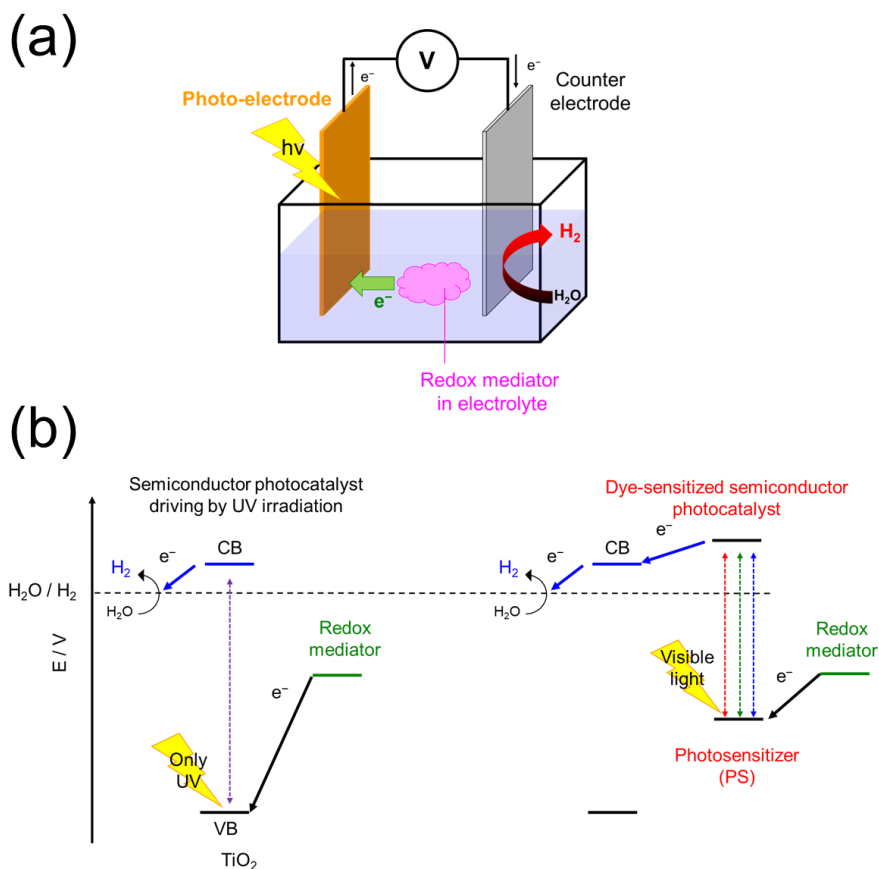 (a)
V
e⁻
e⁻
Counter
electrode
Photo-electrode
hν
H₂
e⁻
H₂O
Redox mediator
in electrolyte
(b)
Semiconductor photocatalyst
driving by UV irradiation
Dye-sensitized semiconductor
photocatalyst
e⁻
CB
e⁻
CB
e⁻
H₂
H₂
H₂O / H₂
H₂O
H₂O
E / V
Redox
mediator
Redox
mediator
Visible
light
e⁻
e⁻
Only
UV
Photosensitizer
(PS)
VB
TiO₂